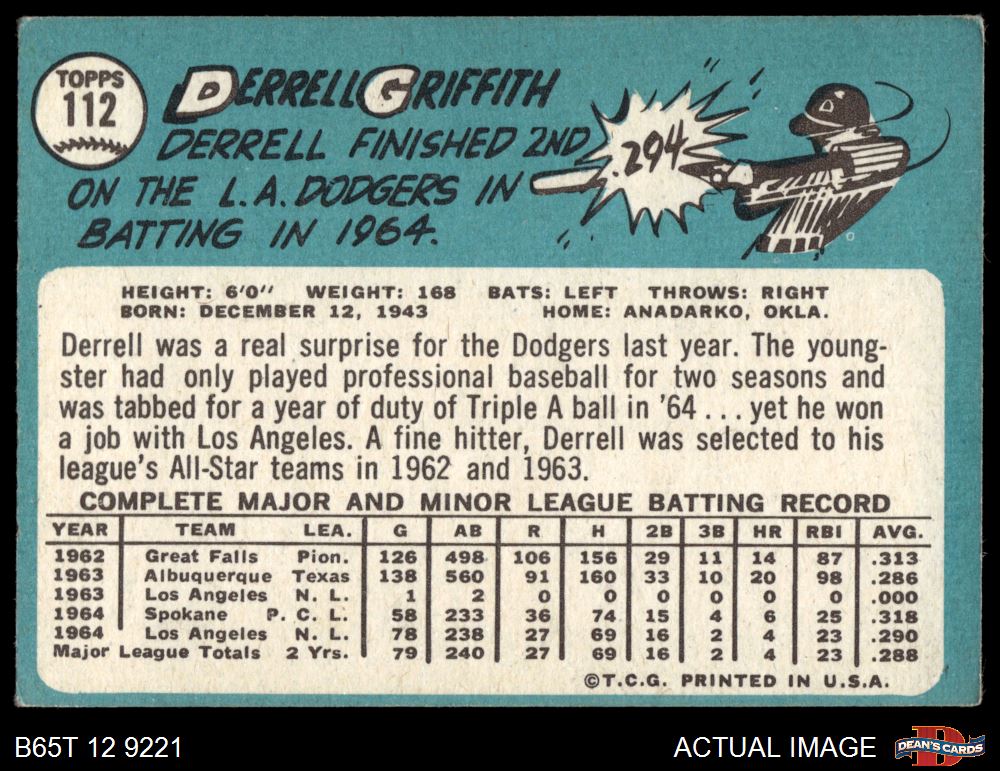 TOPPS
112
DERRELL GRIFFITH
DERRELL FINISHED 2ND
ON THE L.A. DODGERS IN
BATTING IN 1964.
.294
HEIGHT: 6'0" WEIGHT: 168 BATS: LEFT THROWS: RIGHT
BORN: DECEMBER 12, 1943 HOME: ANADARKO, OKLA.
Derrell was a real surprise for the Dodgers last year. The young-
ster had only played professional baseball for two seasons and
was tabbed for a year of duty of Triple A ball in '64 . . . yet he won
a job with Los Angeles. A fine hitter, Derrell was selected to his
league's All-Star teams in 1962 and 1963.
COMPLETE MAJOR AND MINOR LEAGUE BATTING RECORD
YEAR TEAM LEA. G AB R H 2B 3B HR RBI AVG.
1962 Great Falls Pion. 126 498 106 156 29 11 14 87 .313
1963 Albuquerque Texas 138 560 91 160 33 10 20 98 .286
1963 Los Angeles N. L. 1 2 0 0 0 0 0 0 .000
1964 Spokane P. C. L. 58 233 36 74 15 4 6 25 .318
1964 Los Angeles N. L. 78 238 27 69 16 2 4 23 .290
Major League Totals 2 Yrs. 79 240 27 69 16 2 4 23 .288
©T.C.G. PRINTED IN U.S.A.
B65T 12 9221
ACTUAL IMAGE
D
DEAN'S CARDS